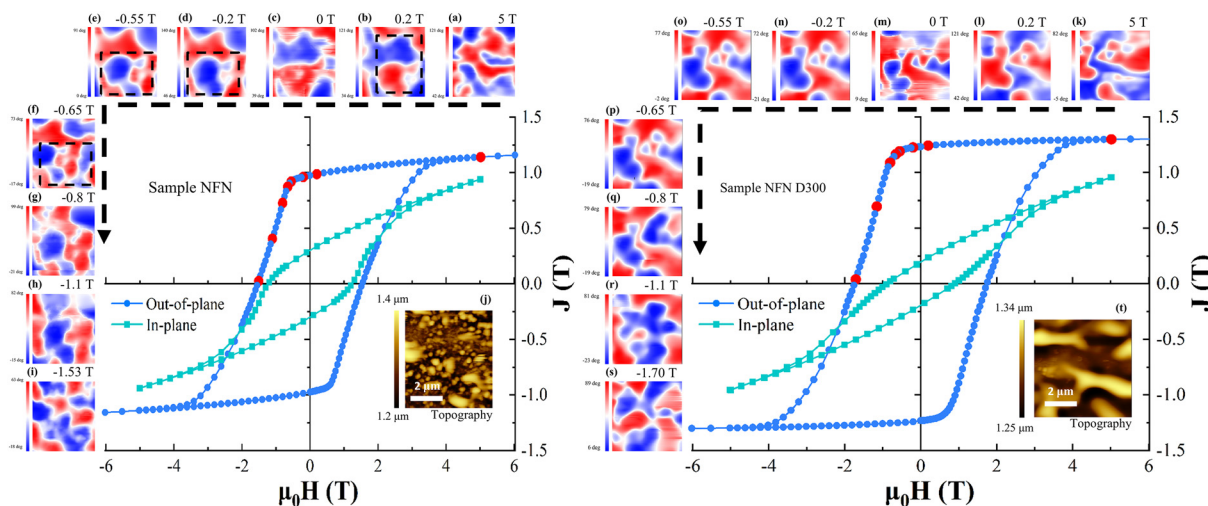 (e) -0.55 T
(d) -0.2 T
(c) 0 T
(b) 0.2 T
(a) 5 T
(o) -0.55 T
(n) -0.2 T
(m) 0 T
(l) 0.2 T
(k) 5 T
(f) -0.65 T
(g) -0.8 T
(h) -1.1 T
(i) -1.53 T
Sample NFN
Out-of-plane
In-plane
1.4 μm
(j)
2 μm
1.2 μm
Topography
1.5
1.0
0.5
0.0
-0.5
-1.0
-1.5
J (T)
-6 -4 -2 0 2 4 6
μ₀H (T)
(p) -0.65 T
(q) -0.8 T
(r) -1.1 T
(s) -1.70 T
Sample NFN D300
Out-of-plane
In-plane
1.34 μm
(t)
2 μm
1.25 μm
Topography
1.5
1.0
0.5
0.0
-0.5
-1.0
-1.5
J (T)
-6 -4 -2 0 2 4 6
μ₀H (T)